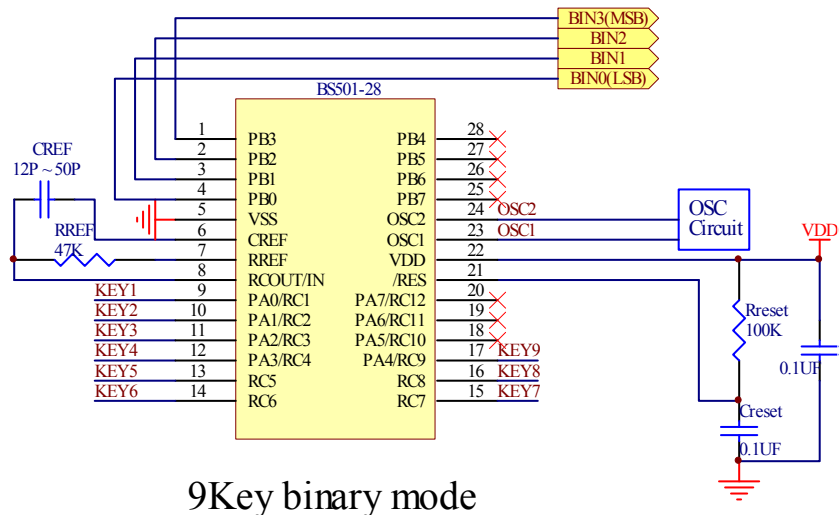 BIN3(MSB)
BIN2
BIN1
BIN0(LSB)
BS501-28
CREF
12P ~ 50P
RREF
47K
1 PB3 PB4 28
2 PB2 PB5 27
3 PB1 PB6 26
4 PB0 PB7 25
5 VSS OSC2 24 OSC2
6 CREF OSC1 23 OSC1
7 RREF VDD 22
8 RCOUT/IN /RES 21
KEY1 9 PA0/RC1 PA7/RC12 20
KEY2 10 PA1/RC2 PA6/RC11 19
KEY3 11 PA2/RC3 PA5/RC10 18
KEY4 12 PA3/RC4 PA4/RC9 17 KEY9
KEY5 13 RC5 RC8 16 KEY8
KEY6 14 RC6 RC7 15 KEY7
OSC
Circuit
VDD
Rreset
100K
0.1UF
Creset
0.1UF
9Key binary mode